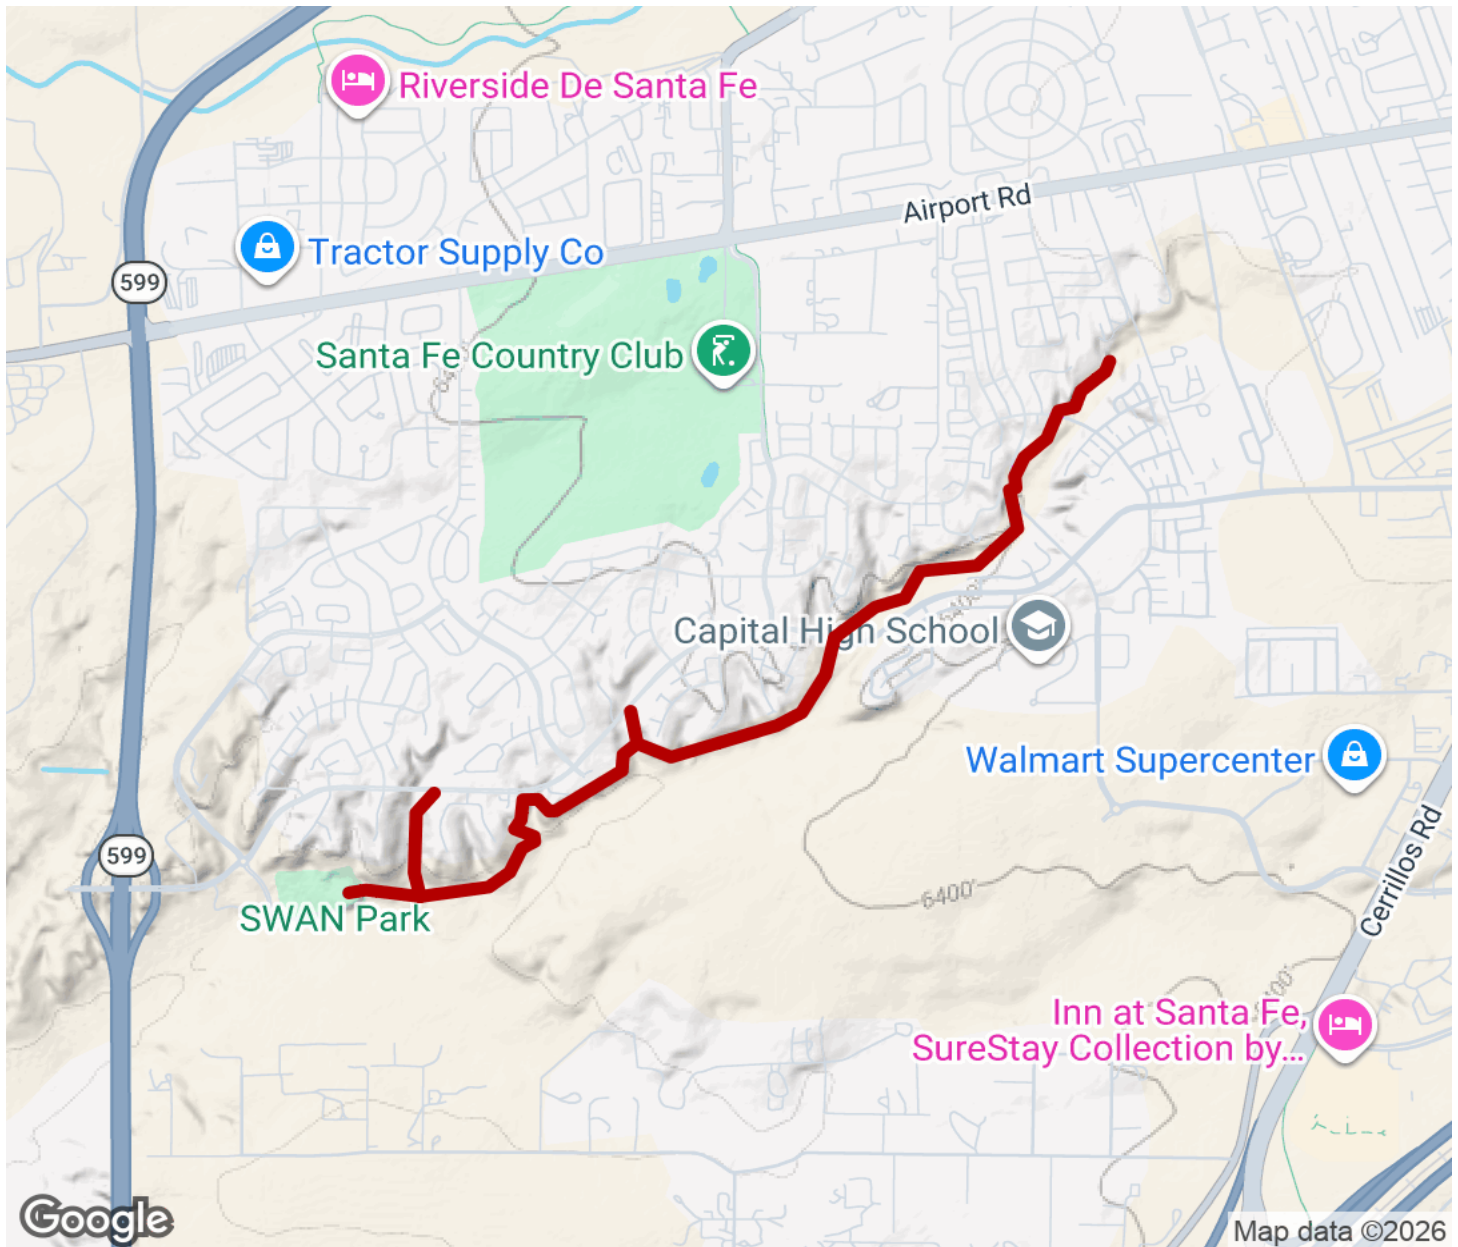 Riverside De Santa Fe
Airport Rd
Tractor Supply Co
599
Santa Fe Country Club
6400'
Capital High School
Walmart Supercenter
Cerrillos Rd
599
6400'
SWAN Park
Inn at Santa Fe,
SureStay Collection by...
Google
Map data ©2026